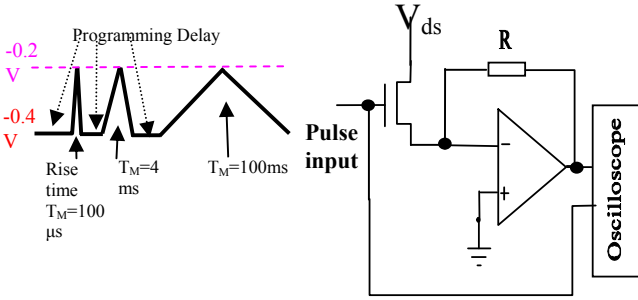 Programming Delay
-0.2
V
-0.4
V
Rise
time
T_M=100
μs
T_M=4
ms
T_M=100ms
V_ds
R
Pulse
input
−
+
Oscilloscope